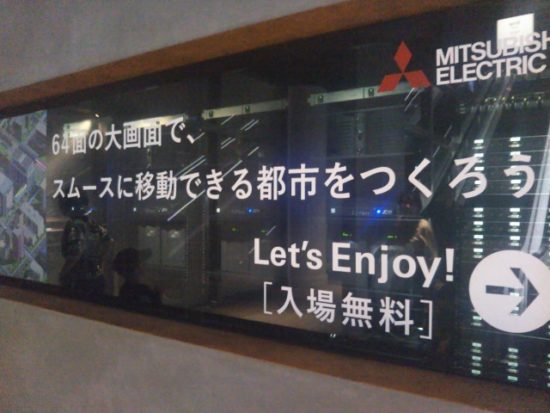 MITSUBISHI
ELECTRIC
64面の大画面で、
スムースに移動できる都市をつくろう
Let's Enjoy!
[入場無料]